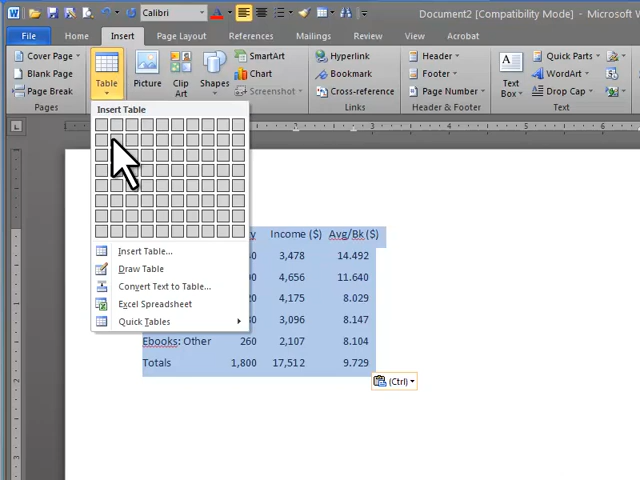 Calibri
Document2 [Compatibility Mode] - Microsoft W
File Home Insert Page Layout References Mailings Review View
Cover Page
Blank Page
Page Break
Pages
Table
Picture
Clip Art
Shapes
SmartArt
Chart
Screenshot
Hyperlink
Bookmark
Cross-reference
Links
Header
Footer
Page Number
Header & Footer
Text Box
Quick Parts
WordArt
Drop Cap
Insert Table
Insert Table...
Draw Table
Convert Text to Table...
Excel Spreadsheet
Quick Tables
1 3 4 5 6
Income ($) Avg/Bk ($)
3,478 14.492
4,656 11.640
4,175 8.029
3,096 8.147
Ebooks: Other 260 2,107 8.104
Totals 1,800 17,512 9.729
(Ctrl)